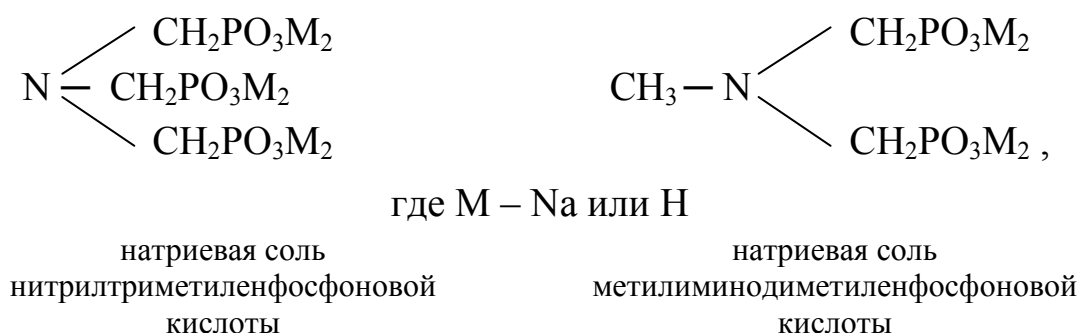 CH₂PO₃M₂ CH₂PO₃M₂
N CH₂PO₃M₂ CH₃ — N
CH₂PO₃M₂ CH₂PO₃M₂ ,
где M – Na или H
натриевая соль натриевая соль
нитрилтриметиленфосфоновой метилиминодиметиленфосфоновой
кислоты кислоты